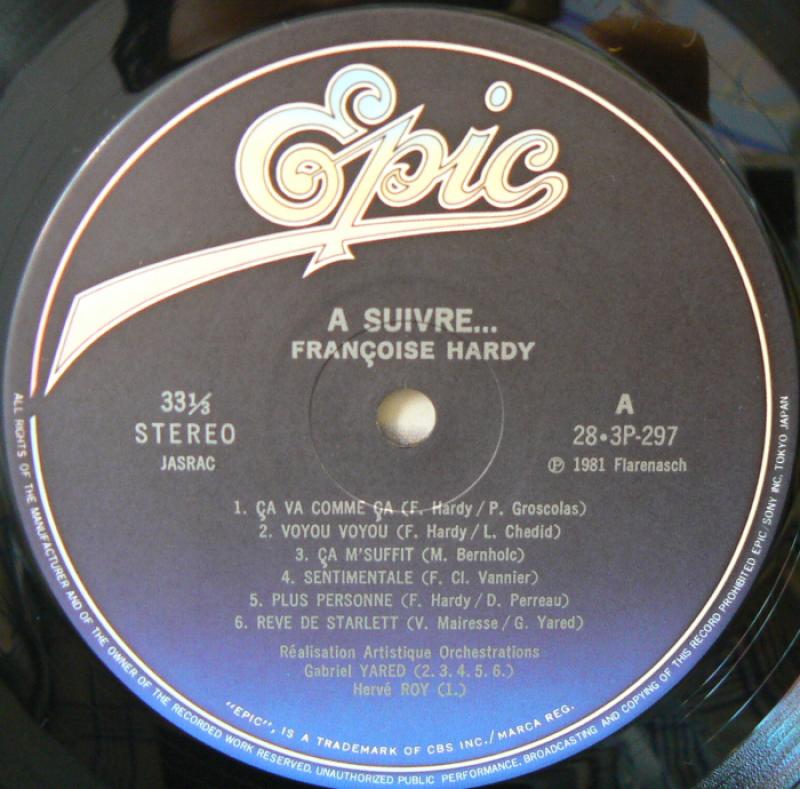 Epic
A SUIVRE...
FRANÇOISE HARDY
33⅓
STEREO
JASRAC
A
28•3P-297
℗ 1981 Flarenasch
1. ÇA VA COMME ÇA (F. Hardy / P. Groscolas)
2. VOYOU VOYOU (F. Hardy / L. Chedid)
3. ÇA M'SUFFIT (M. Bernholc)
4. SENTIMENTALE (F. Cl. Vannier)
5. PLUS PERSONNE (F. Hardy / D. Perreau)
6. REVE DE STARLETT (V. Mairesse / G. Yared)
Réalisation Artistique Orchestrations
Gabriel YARED (2. 3. 4. 5. 6.)
Hervé ROY (1.)
"EPIC", IS A TRADEMARK OF CBS INC./MARCA REG.
ALL RIGHTS OF THE MANUFACTURER AND OF THE OWNER OF THE RECORDED WORK RESERVED. UNAUTHORIZED PUBLIC PERFORMANCE, BROADCASTING AND COPYING OF THIS RECORD PROHIBITED EPIC/SONY INC. TOKYO JAPAN